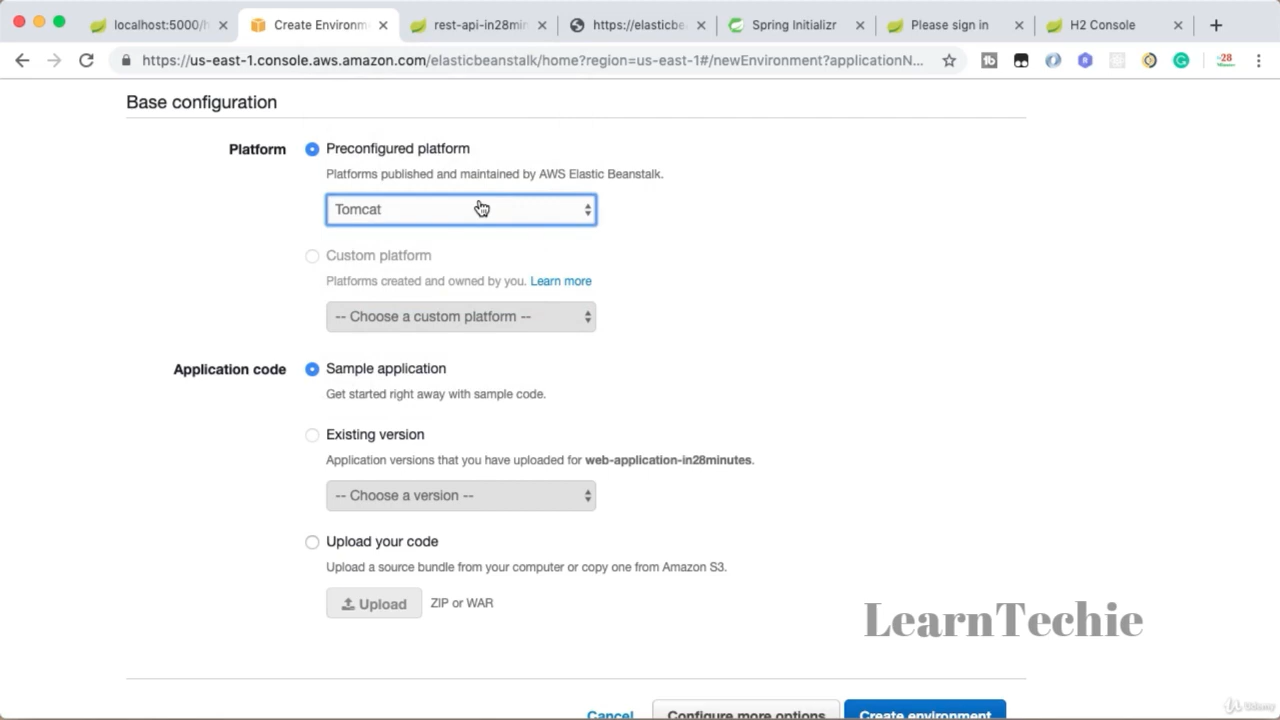 localhost:5000/h
Create Environm
rest-api-in28min
https://elasticbe
Spring Initializr
Please sign in
H2 Console
https://us-east-1.console.aws.amazon.com/elasticbeanstalk/home?region=us-east-1#/newEnvironment?applicationN...
Base configuration
Platform
Preconfigured platform
Platforms published and maintained by AWS Elastic Beanstalk.
Tomcat
Custom platform
Platforms created and owned by you. Learn more
-- Choose a custom platform --
Application code
Sample application
Get started right away with sample code.
Existing version
Application versions that you have uploaded for web-application-in28minutes.
-- Choose a version --
Upload your code
Upload a source bundle from your computer or copy one from Amazon S3.
Upload ZIP or WAR
LearnTechie
Cancel Configure more options Create environment
Udemy